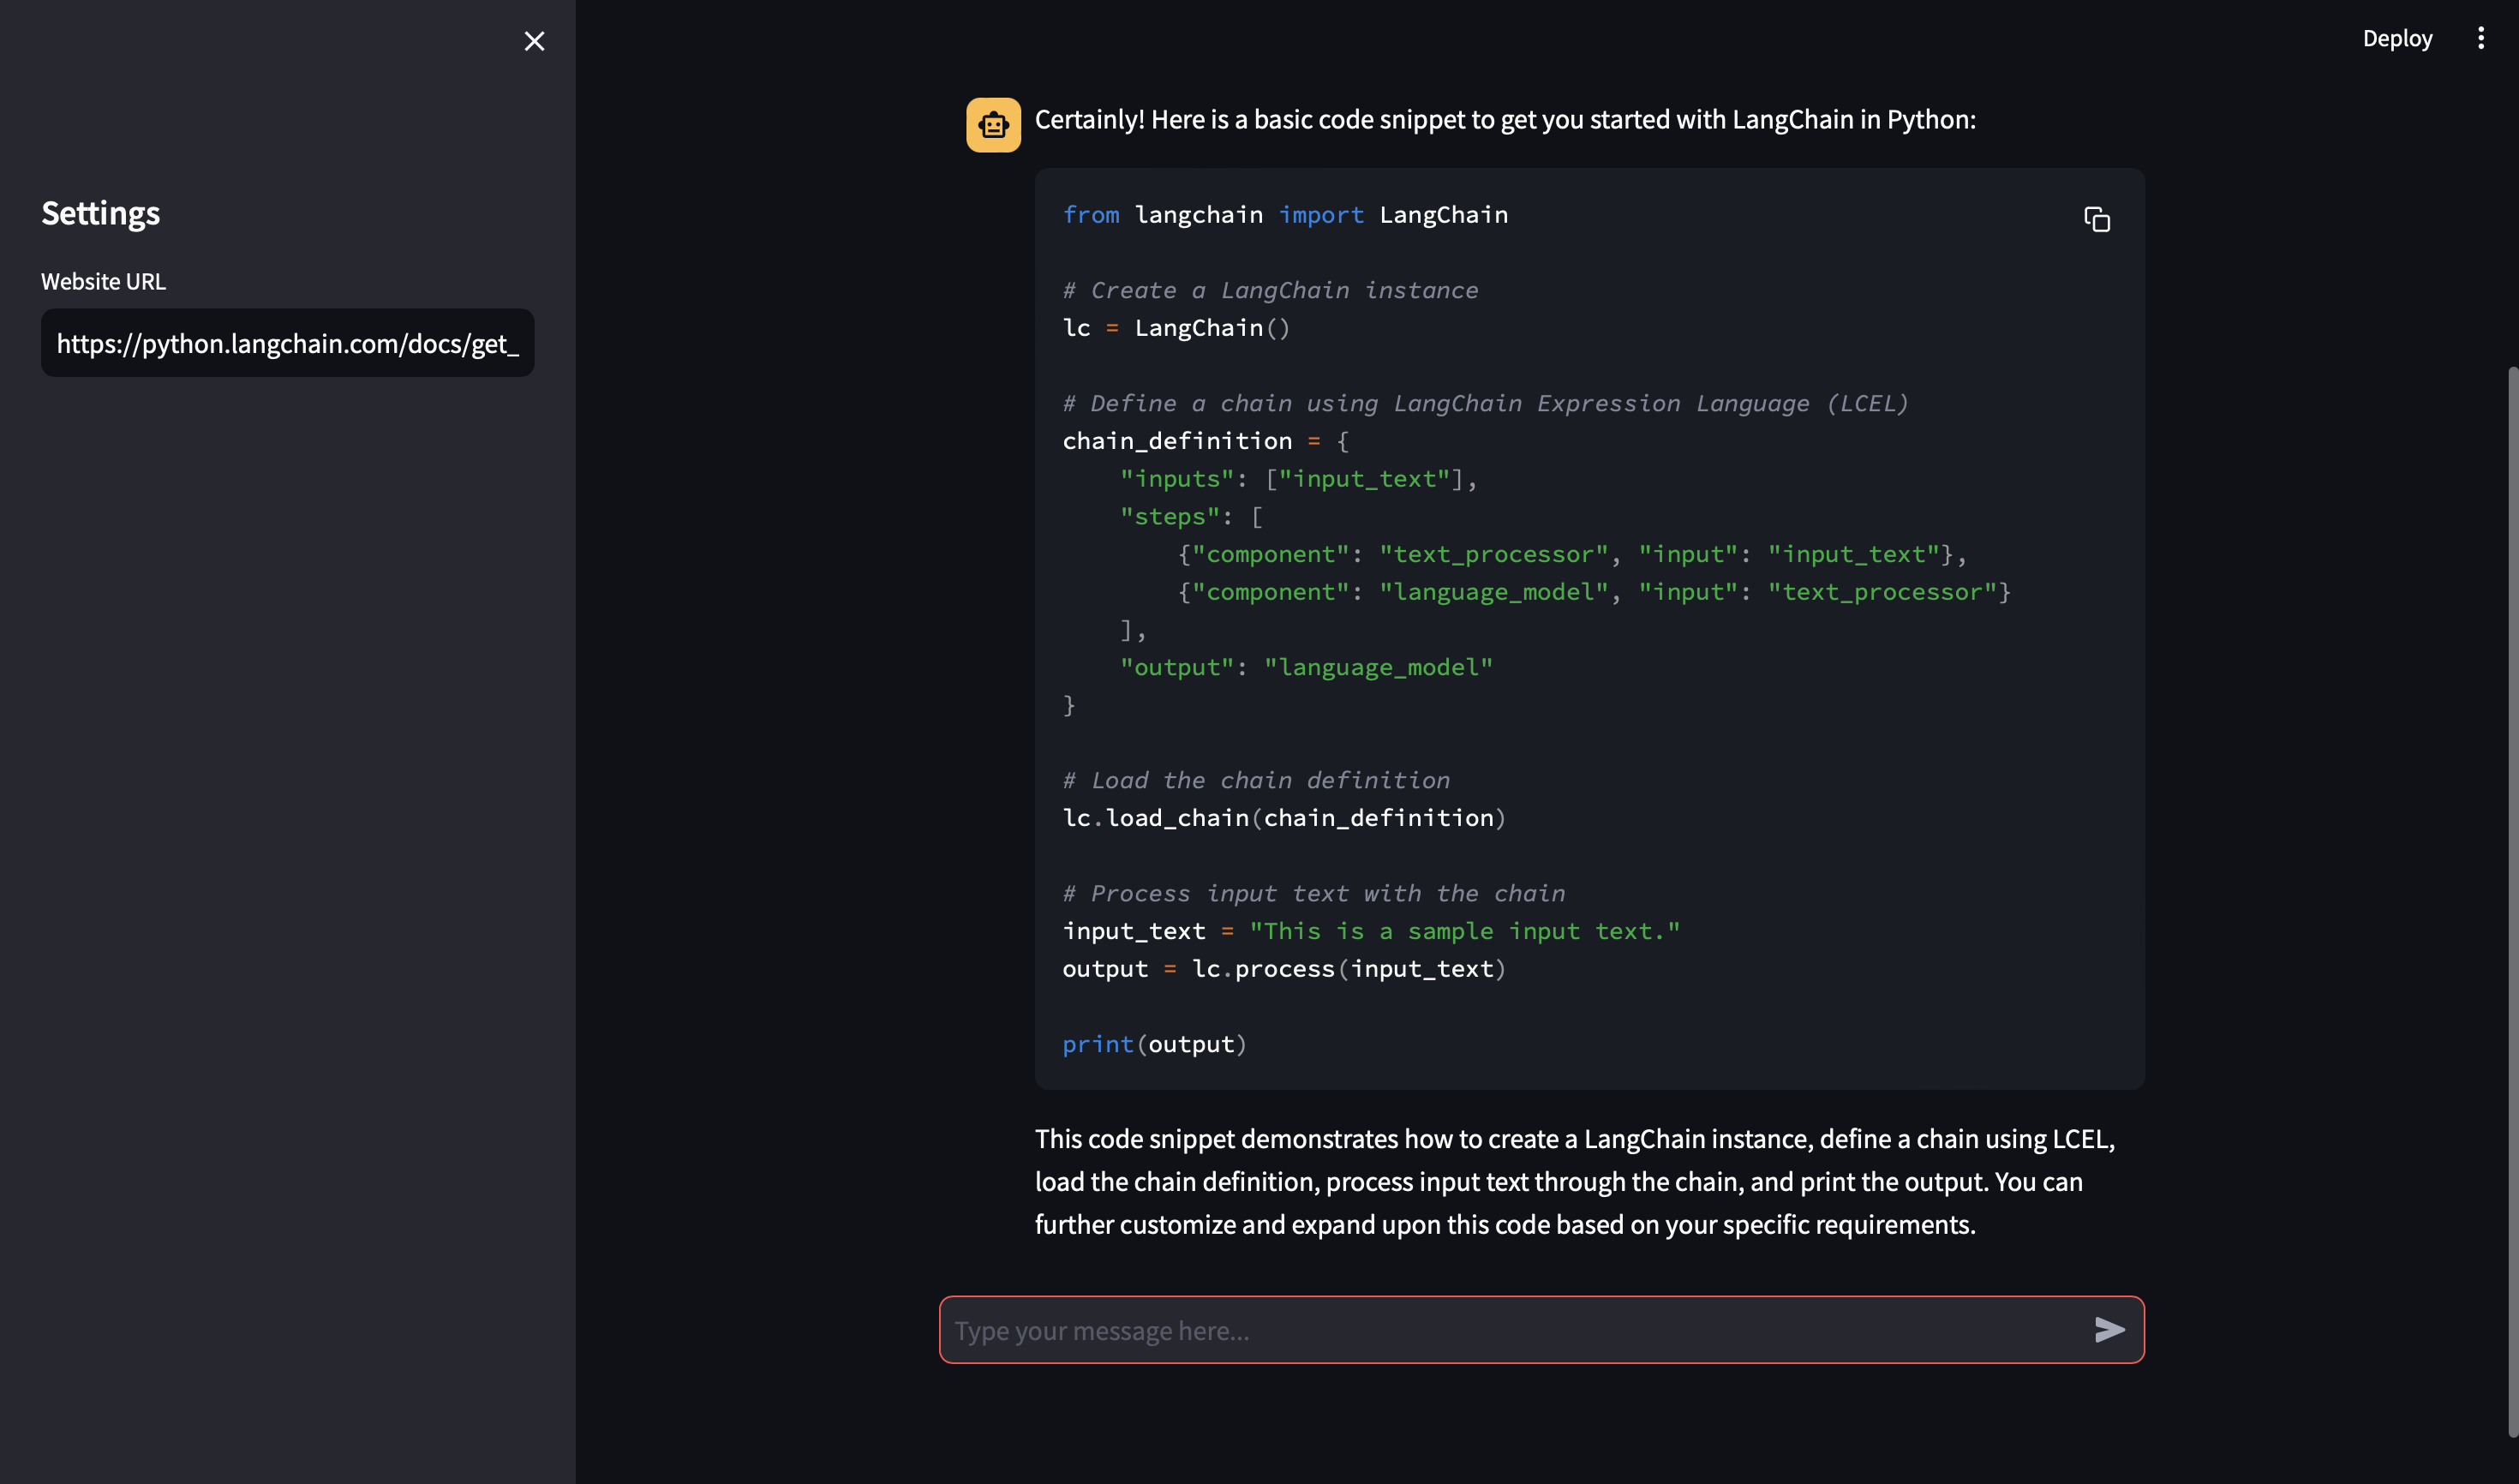 Deploy
Settings
Website URL
https://python.langchain.com/docs/get_
Certainly! Here is a basic code snippet to get you started with LangChain in Python:
from langchain import LangChain
# Create a LangChain instance
lc = LangChain()
# Define a chain using LangChain Expression Language (LCEL)
chain_definition = {
    "inputs": ["input_text"],
    "steps": [
        {"component": "text_processor", "input": "input_text"},
        {"component": "language_model", "input": "text_processor"}
    ],
    "output": "language_model"
}
# Load the chain definition
lc.load_chain(chain_definition)
# Process input text with the chain
input_text = "This is a sample input text."
output = lc.process(input_text)
print(output)
This code snippet demonstrates how to create a LangChain instance, define a chain using LCEL,
load the chain definition, process input text through the chain, and print the output. You can
further customize and expand upon this code based on your specific requirements.
Type your message here...